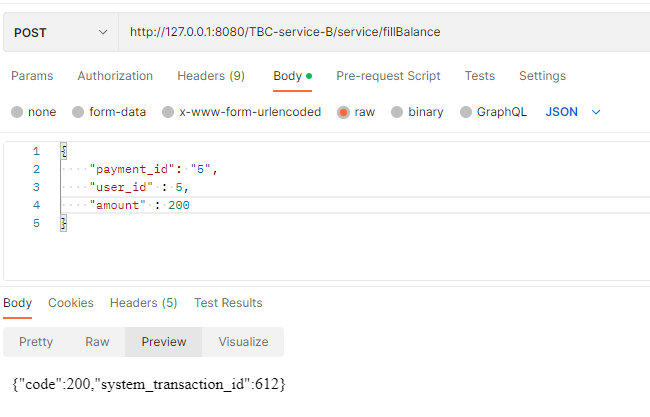 POST http://127.0.0.1:8080/TBC-service-B/service/fillBalance
Params Authorization Headers (9) Body Pre-request Script Tests Settings
none form-data x-www-form-urlencoded raw binary GraphQL JSON
1 {
2 "payment_id": "5",
3 "user_id" : 5,
4 "amount" : 200
5 }
Body Cookies Headers (5) Test Results
Pretty Raw Preview Visualize
{"code":200,"system_transaction_id":612}